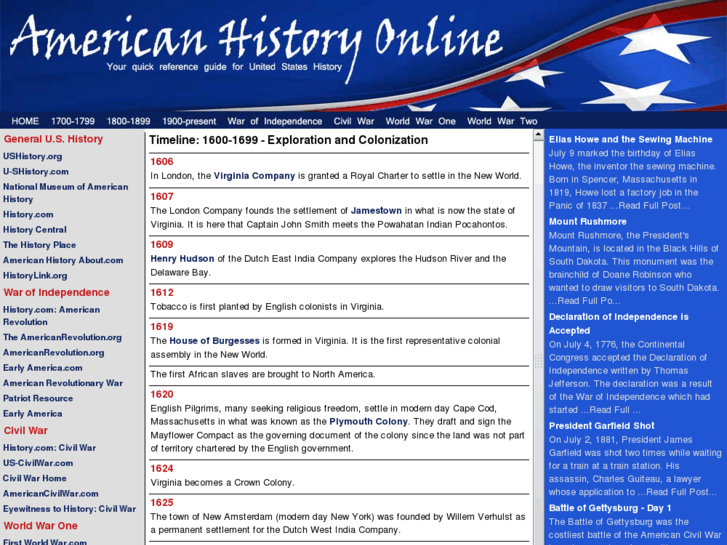 American History Online
Your quick reference guide for United States History
HOME 1700-1799 1800-1899 1900-present War of Independence Civil War World War One World War Two
General U.S. History
USHistory.org
U-SHistory.com
National Museum of American
History
History.com
History Central
The History Place
American History About.com
HistoryLink.org
War of Independence
History.com: American
Revolution
The AmericanRevolution.org
AmericanRevolution.org
Early America.com
American Revolutionary War
Patriot Resource
Early America
Civil War
History.com: Civil War
US-CivilWar.com
Civil War Home
AmericanCivilWar.com
Eyewitness to History: Civil War
World War One
First World War.com
Timeline: 1600-1699 - Exploration and Colonization
1606
In London, the Virginia Company is granted a Royal Charter to settle in the New World.
1607
The London Company founds the settlement of Jamestown in what is now the state of
Virginia. It is here that Captain John Smith meets the Powahatan Indian Pocahontos.
1609
Henry Hudson of the Dutch East India Company explores the Hudson River and the
Delaware Bay.
1612
Tobacco is first planted by English colonists in Virginia.
1619
The House of Burgesses is formed in Virginia. It is the first representative colonial
assembly in the New World.
The first African slaves are brought to North America.
1620
English Pilgrims, many seeking religious freedom, settle in modern day Cape Cod,
Massachusetts in what was known as the Plymouth Colony. They draft and sign the
Mayflower Compact as the governing document of the colony since the land was not part
of territory chartered by the English government.
1624
Virginia becomes a Crown Colony.
1625
The town of New Amsterdam (modern day New York) was founded by Willem Verhulst as
a permanent settlement for the Dutch West India Company.
Elias Howe and the Sewing Machine
July 9 marked the birthday of Elias
Howe, the inventor the sewing machine.
Born in Spencer, Massachusetts in
1819, Howe lost a factory job in the
Panic of 1837 ...Read Full Post...
Mount Rushmore
Mount Rushmore, the President's
Mountain, is located in the Black Hills of
South Dakota. This monument was the
brainchild of Doane Robinson who
wanted to draw visitors to South Dakota.
...Read Full Po...
Declaration of Independence is
Accepted
On July 4, 1776, the Continental
Congress accepted the Declaration of
Independence written by Thomas
Jefferson. The declaration was a result
of the War of Independence which had
started ...Read Full ...
President Garfield Shot
On July 2, 1881, President James
Garfield was shot two times while waiting
for a train at a train station. His
assassin, Charles Guiteau, a lawyer
whose application to ...Read Full Post...
Battle of Gettysburg - Day 1
The Battle of Gettysburg was the
costliest battle of the American Civil War